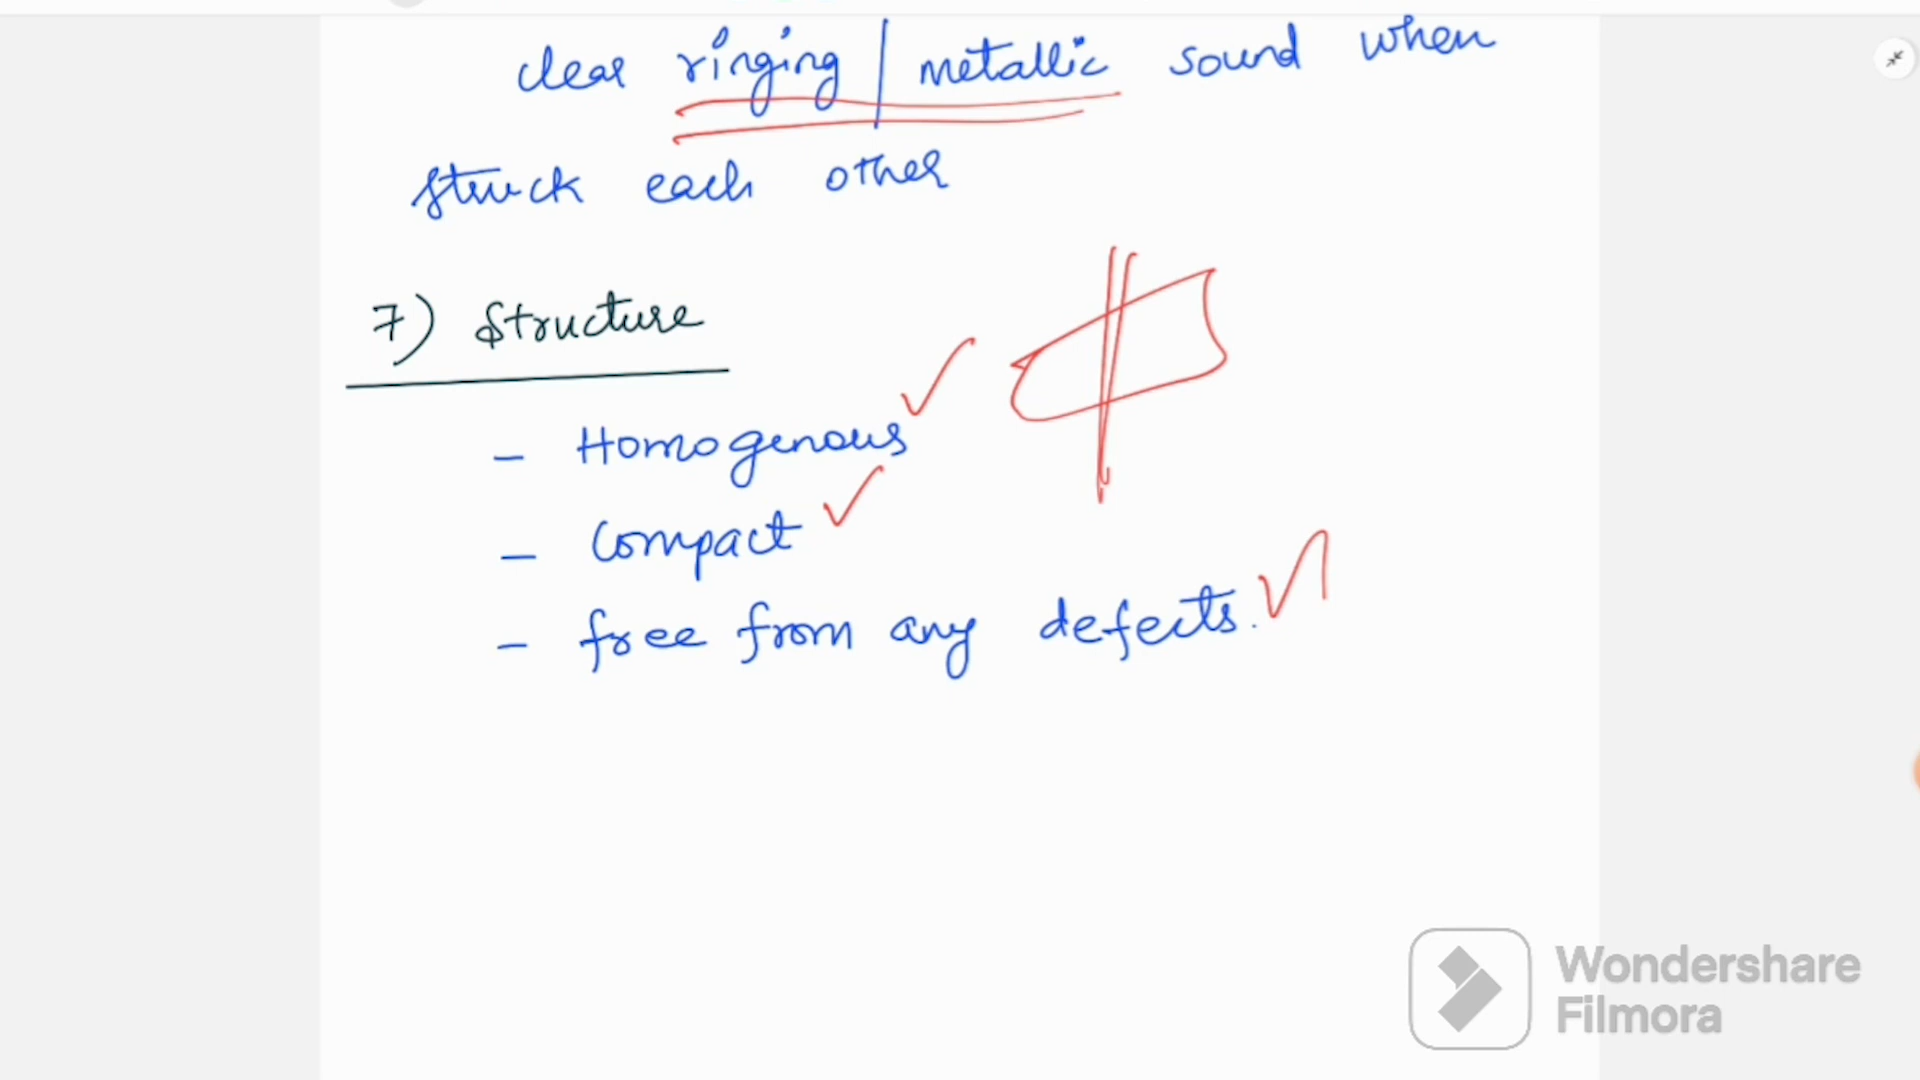 clear ringing / metallic sound when
struck each other
7) Structure
- Homogenous
- Compact
- free from any defects.
Wondershare
Filmora